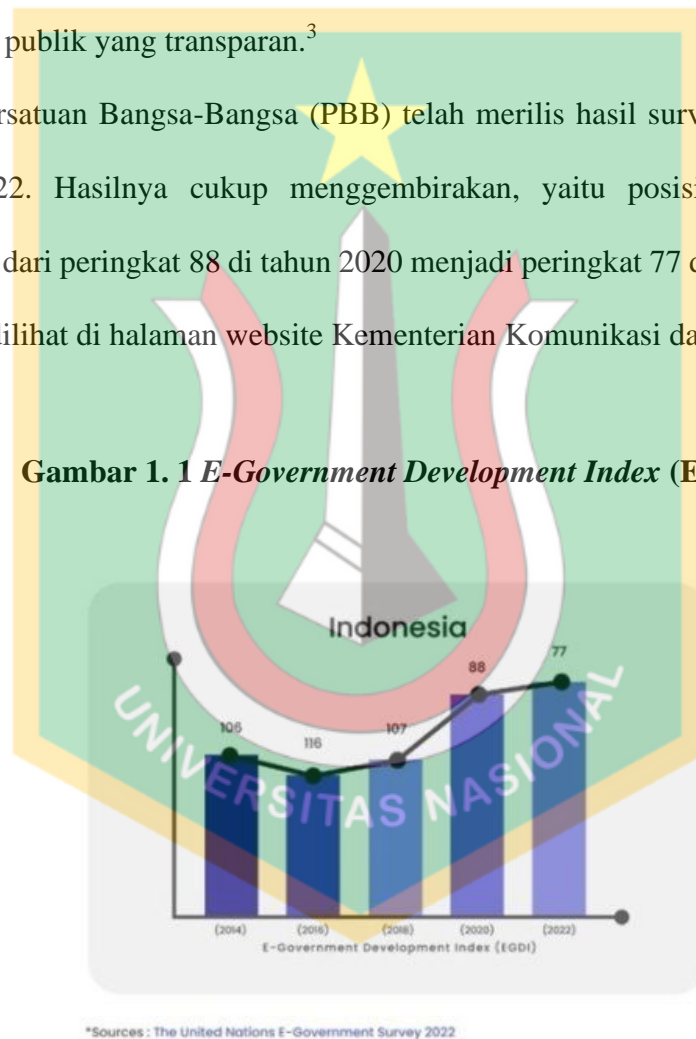 publik yang transparan.3
rsatuan Bangsa-Bangsa (PBB) telah merilis hasil surv
22. Hasilnya cukup menggembirakan, yaitu posisi
dari peringkat 88 di tahun 2020 menjadi peringkat 77 d
dilihat di halaman website Kementerian Komunikasi da
Gambar 1. 1 E-Government Development Index (E
Indonesia
106
116
107
88
77
(2014)
(2016)
(2018)
(2020)
(2022)
E-Government Development Index (EGDI)
UNIVERSITAS NASIONAL
*Sources : The United Nations E-Government Survey 2022